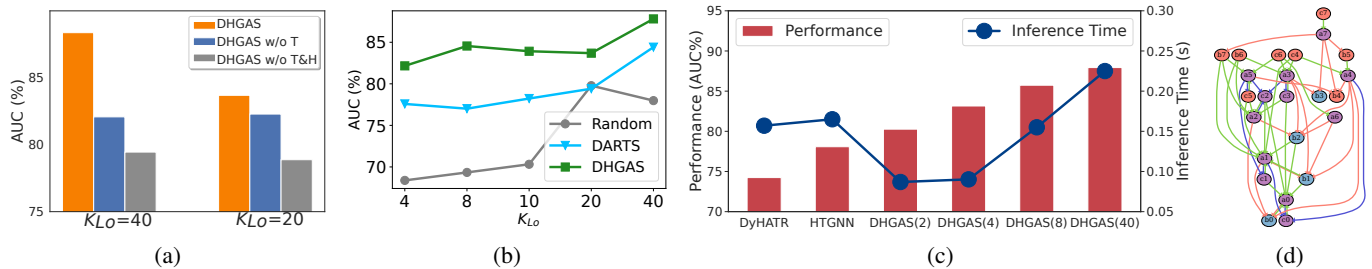 AUC (%)
85
80
75
DHGAS
DHGAS w/o T
DHGAS w/o T&H
K_Lo=40
K_Lo=20
(a)
AUC (%)
85
80
75
70
Random
DARTS
DHGAS
4
8
10
20
40
K_Lo
(b)
Performance (AUC%)
95
90
85
80
75
70
Performance
Inference Time
0.30
0.25
0.20
0.15
0.10
0.05
Inference Time (s)
DyHATR
HTGNN
DHGAS(2)
DHGAS(4)
DHGAS(8)
DHGAS(40)
(c)
c7
a7
b7 b6 c6 c4 b5
a5 a3 a4
c5 c2 c3 b3 b4
a2 a6
b2
a1
c1 b1
a0
b0 c0
(d)